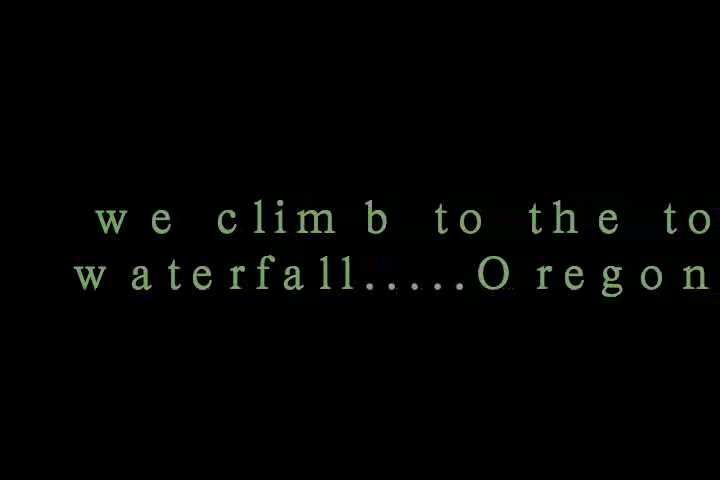 we climb to the to
waterfall.....Oregon